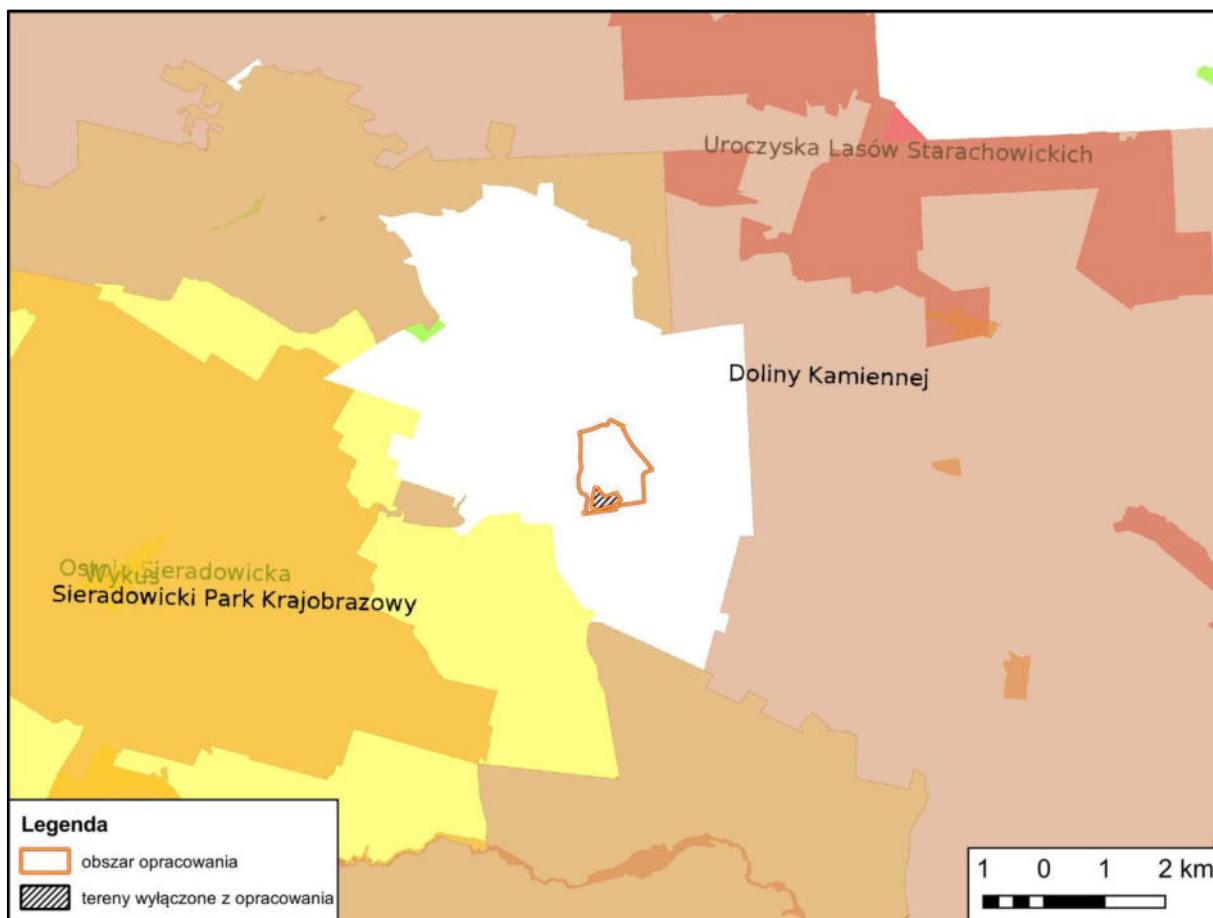 Uroczyska Lasów Starachowickich
Doliny Kamiennej
Ostoja Sieradowicka
Wykus
Sieradowicki Park Krajobrazowy
Legenda
obszar opracowania
tereny wyłączone z opracowania
1 0 1 2 km